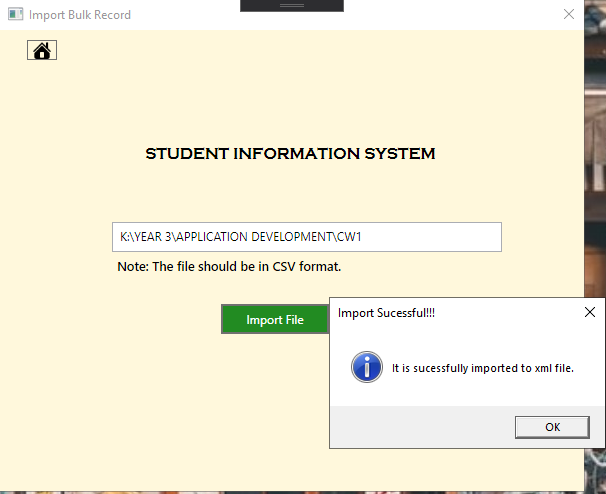 Import Bulk Record
STUDENT INFORMATION SYSTEM
K:\YEAR 3\APPLICATION DEVELOPMENT\CW1
Note: The file should be in CSV format.
Import File
Import Sucessful!!!
It is sucessfully imported to xml file.
OK